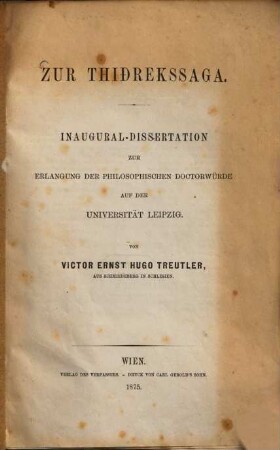 ZUR THIDREKSSAGA.
INAUGURAL-DISSERTATION
ZUR
ERLANGUNG DER PHILOSOPHISCHEN DOCTORWÜRDE
AUF DER
UNIVERSITÄT LEIPZIG.
VON
VICTOR ERNST HUGO TREUTLER,
AUS IN SCHLESIEN.
WIEN.
VERLAG DES VERFASSERS. — DRUCK VON CARL GEROLD'S SOHN.
1875.